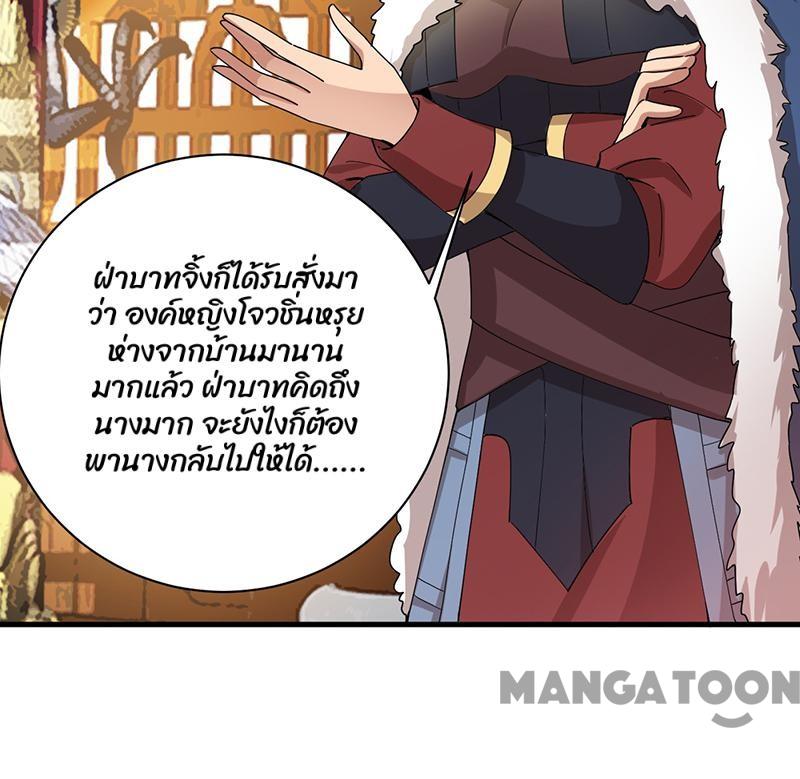 ฝ่าบาทจิ้งก็ได้รับสั่งมา
ว่า องค์หญิงโจวชิ่นหรุย
ห่างจากบ้านมานาน
มากแล้ว ฝ่าบาทคิดถึง
นางมาก จะยังไงก็ต้อง
พานางกลับไปให้ได้......
MANGATOON